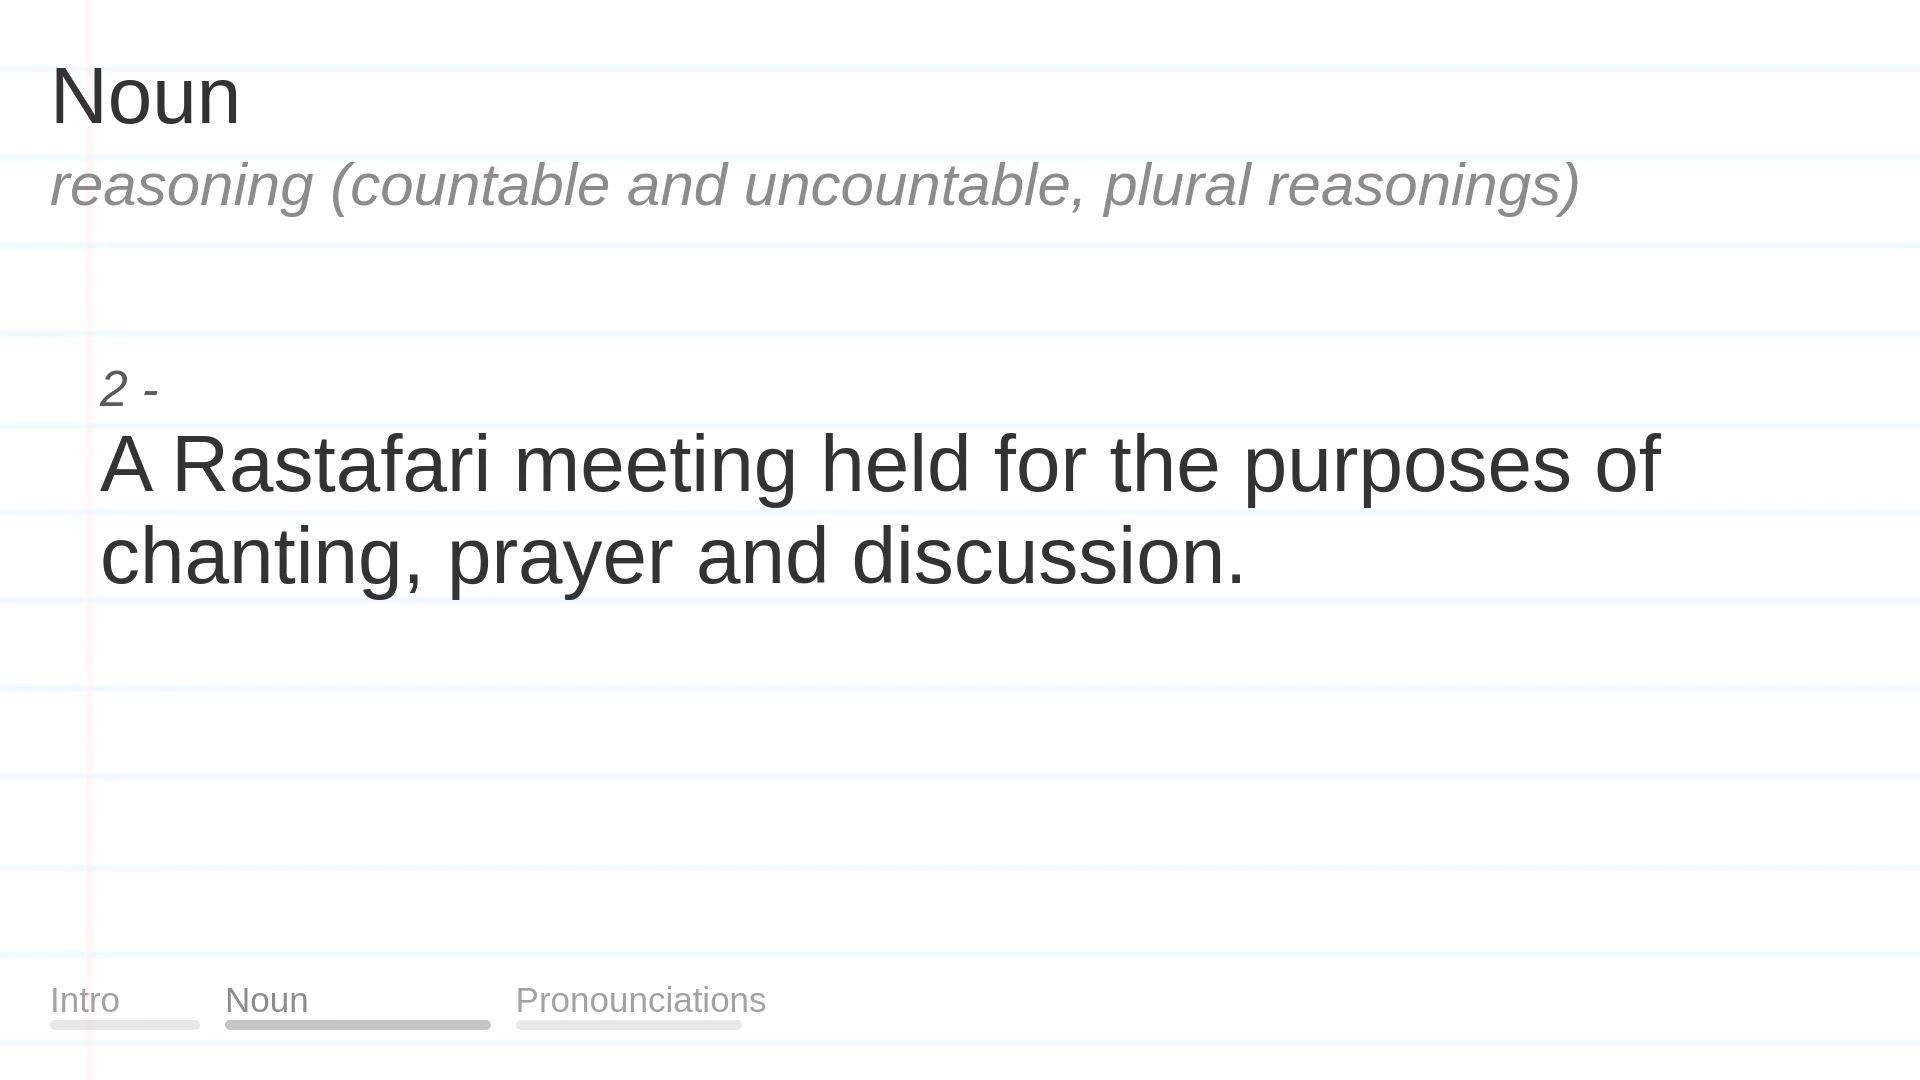 Noun
reasoning (countable and uncountable, plural reasonings)
2 -
A Rastafari meeting held for the purposes of
chanting, prayer and discussion.
Intro
Noun
Pronounciations